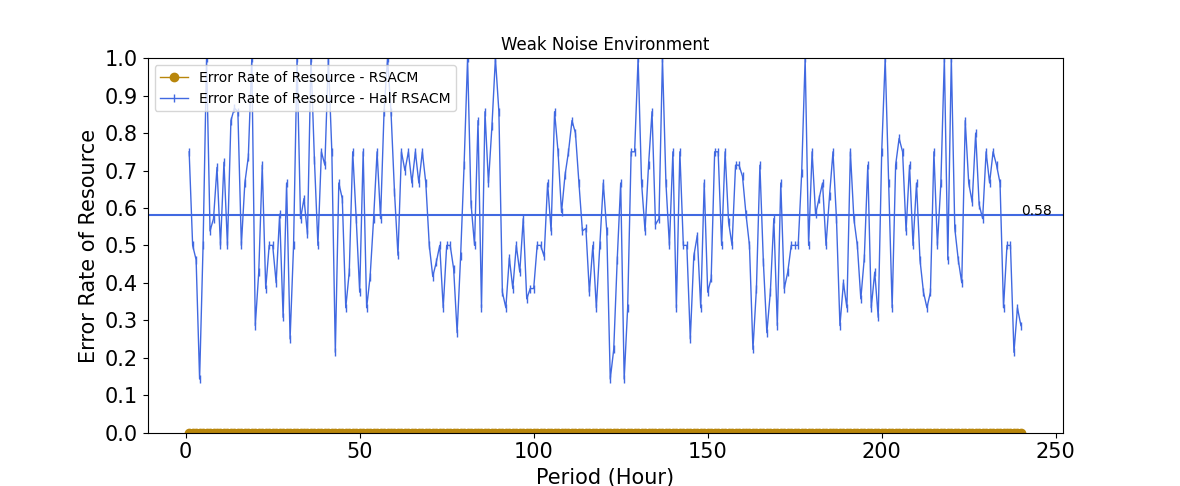 Weak Noise Environment
Error Rate of Resource - RSACM
Error Rate of Resource - Half RSACM
Error Rate of Resource
1.0
0.9
0.8
0.7
0.6
0.5
0.4
0.3
0.2
0.1
0.0
0.58
0 50 100 150 200 250
Period (Hour)